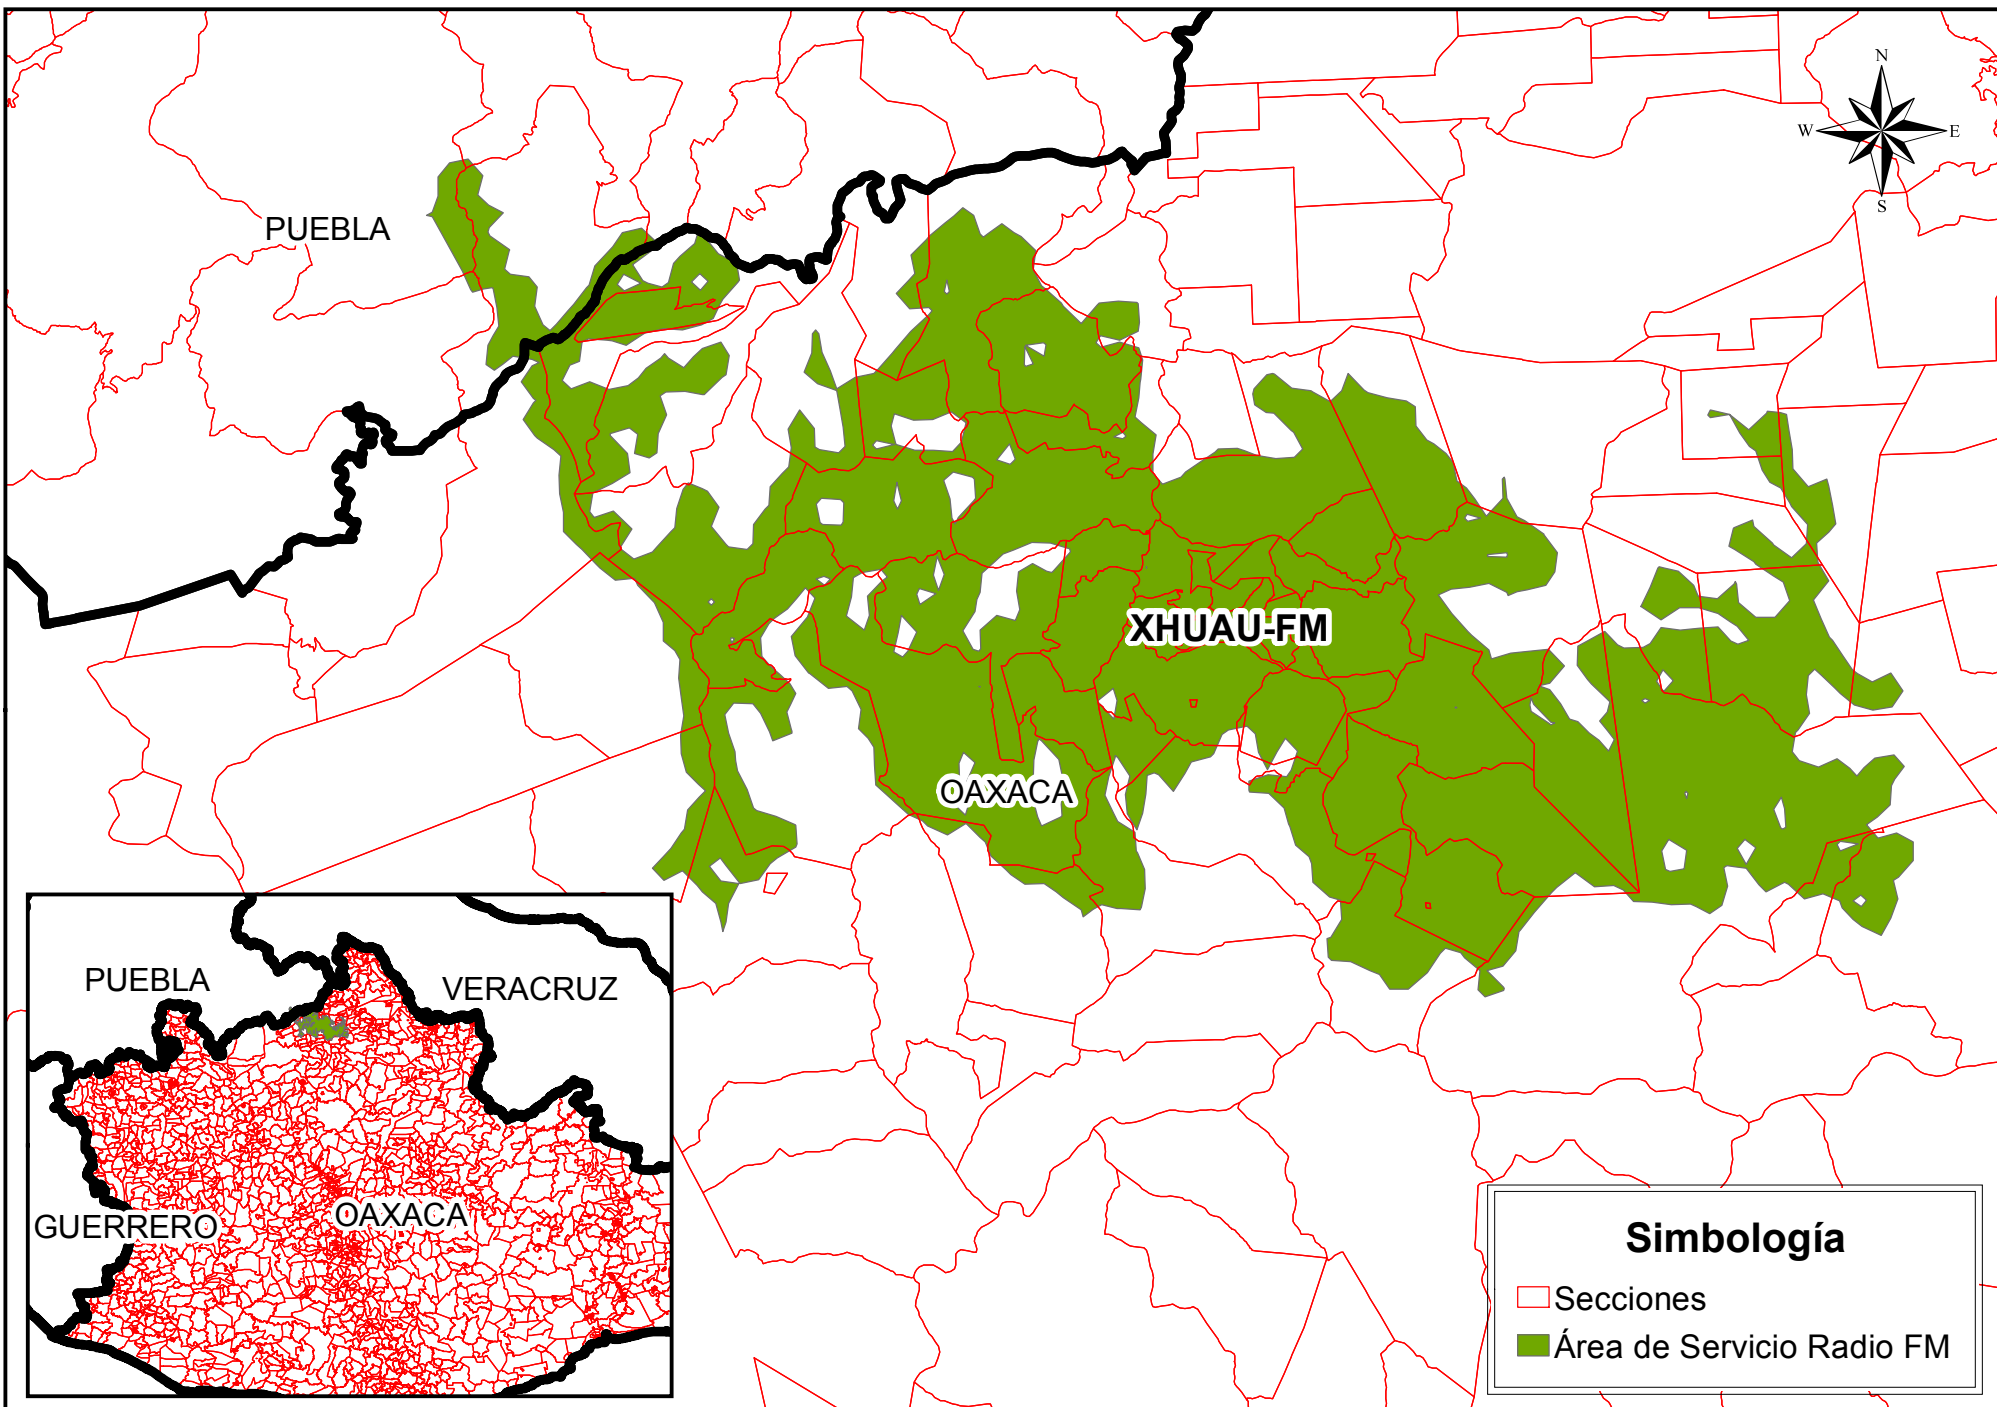 N
W E
S
PUEBLA
XHUAU-FM
OAXACA
PUEBLA
VERACRUZ
GUERRERO
OAXACA
Simbología
Secciones
Área de Servicio Radio FM